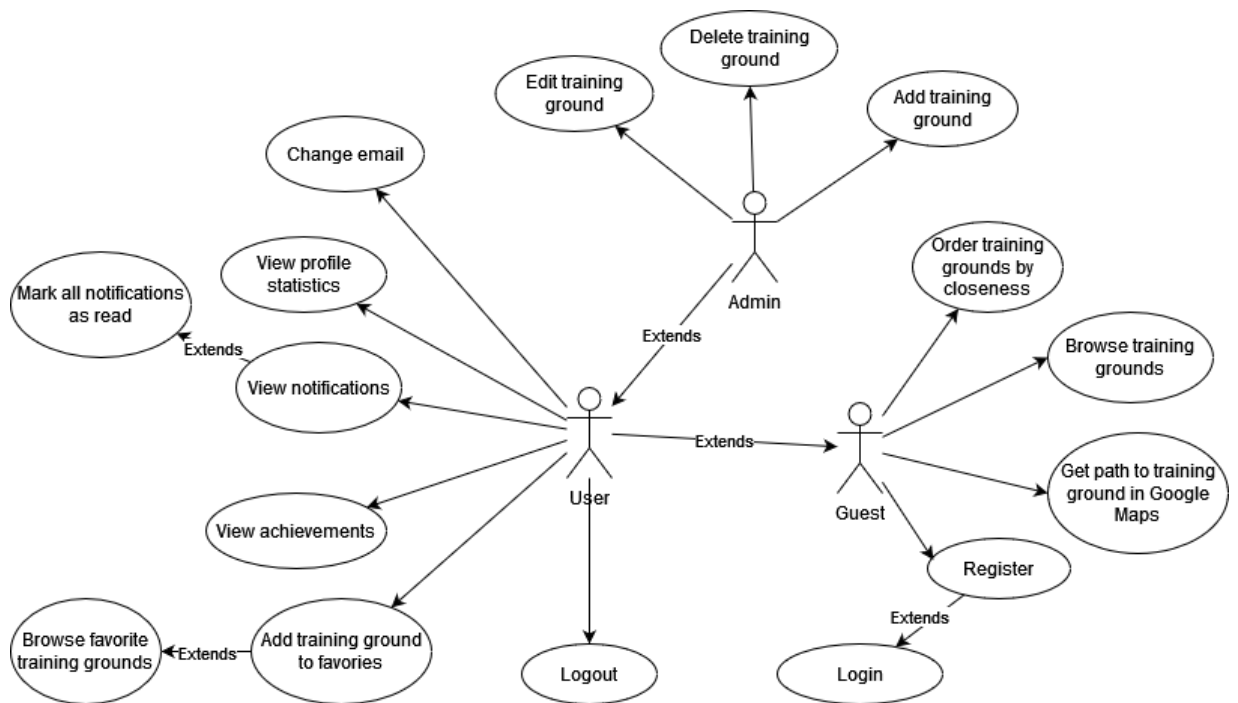 Delete training
ground
Edit training
ground
Add training
ground
Change email
Order training
grounds by
closeness
View profile
statistics
Mark all notifications
as read
Admin
Extends
Extends
Browse training
grounds
View notifications
Extends
Get path to training
ground in Google
Maps
User
Guest
View achievements
Register
Extends
Browse favorite
training grounds
Extends
Add training ground
to favories
Logout
Login